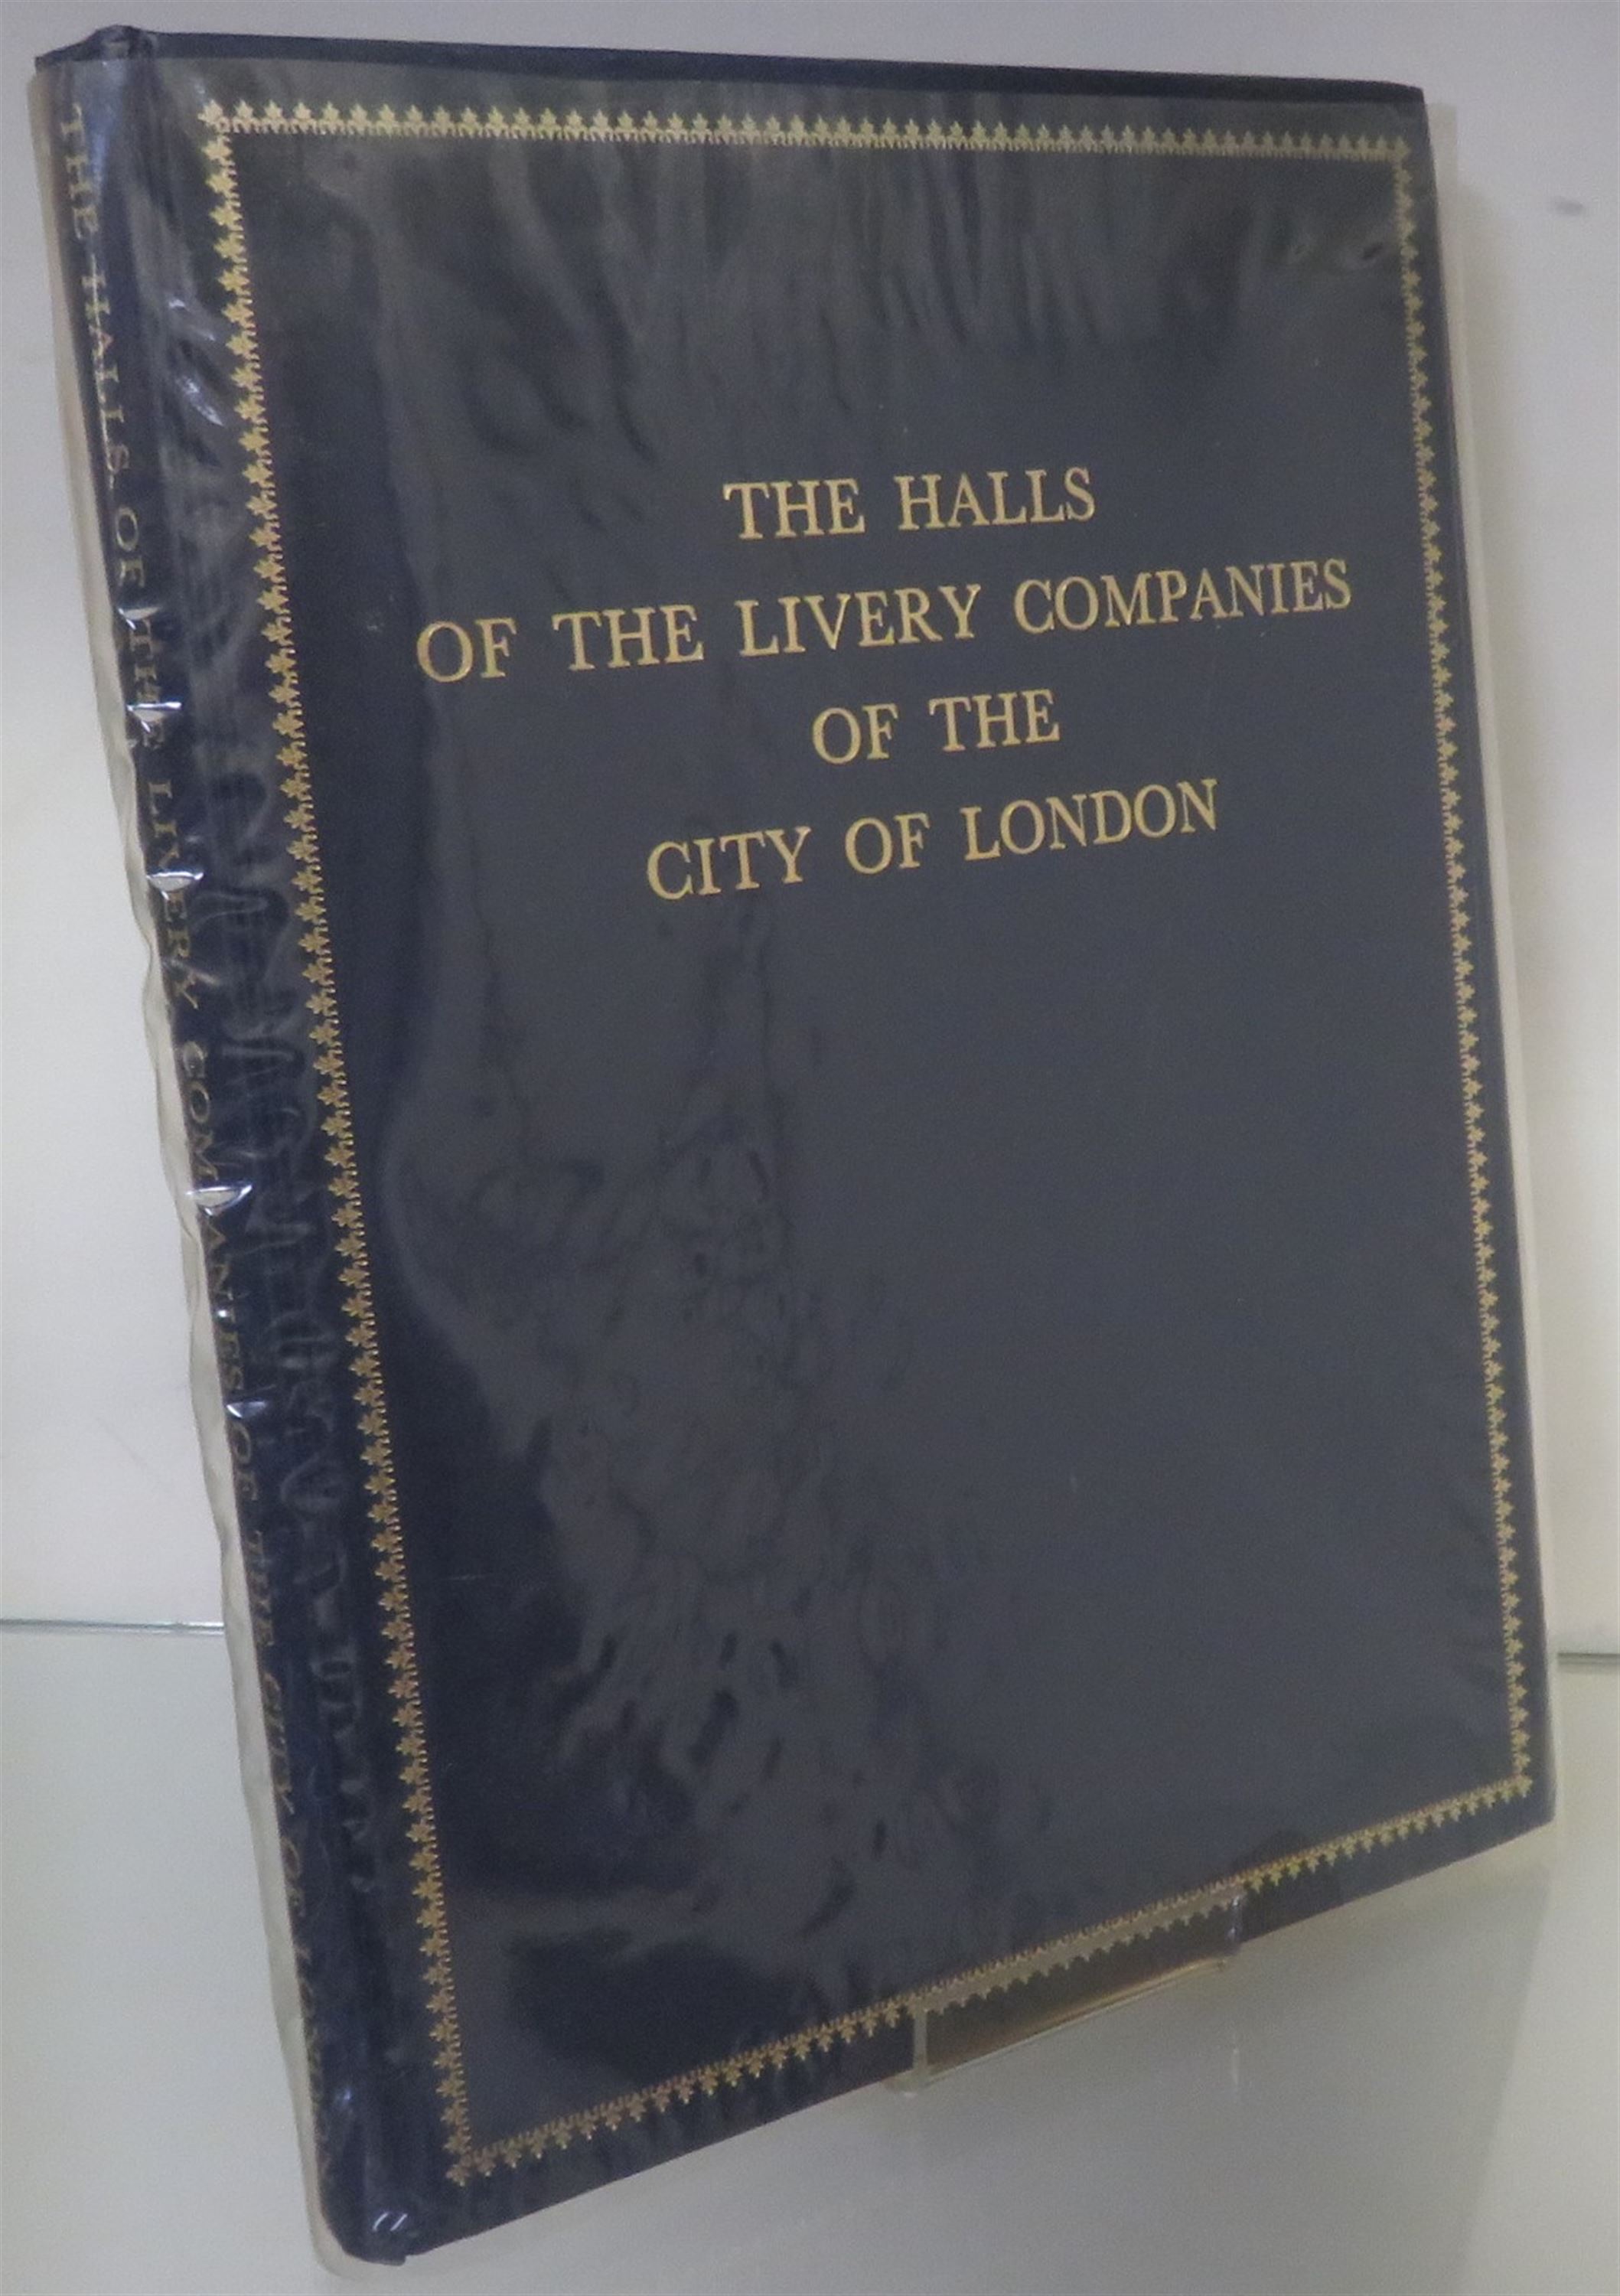 THE HALLS
OF THE LIVERY COMPANIES
OF THE
CITY OF LONDON
THE HALLS OF THE LIVERY COMPANIES OF THE CITY OF LONDON